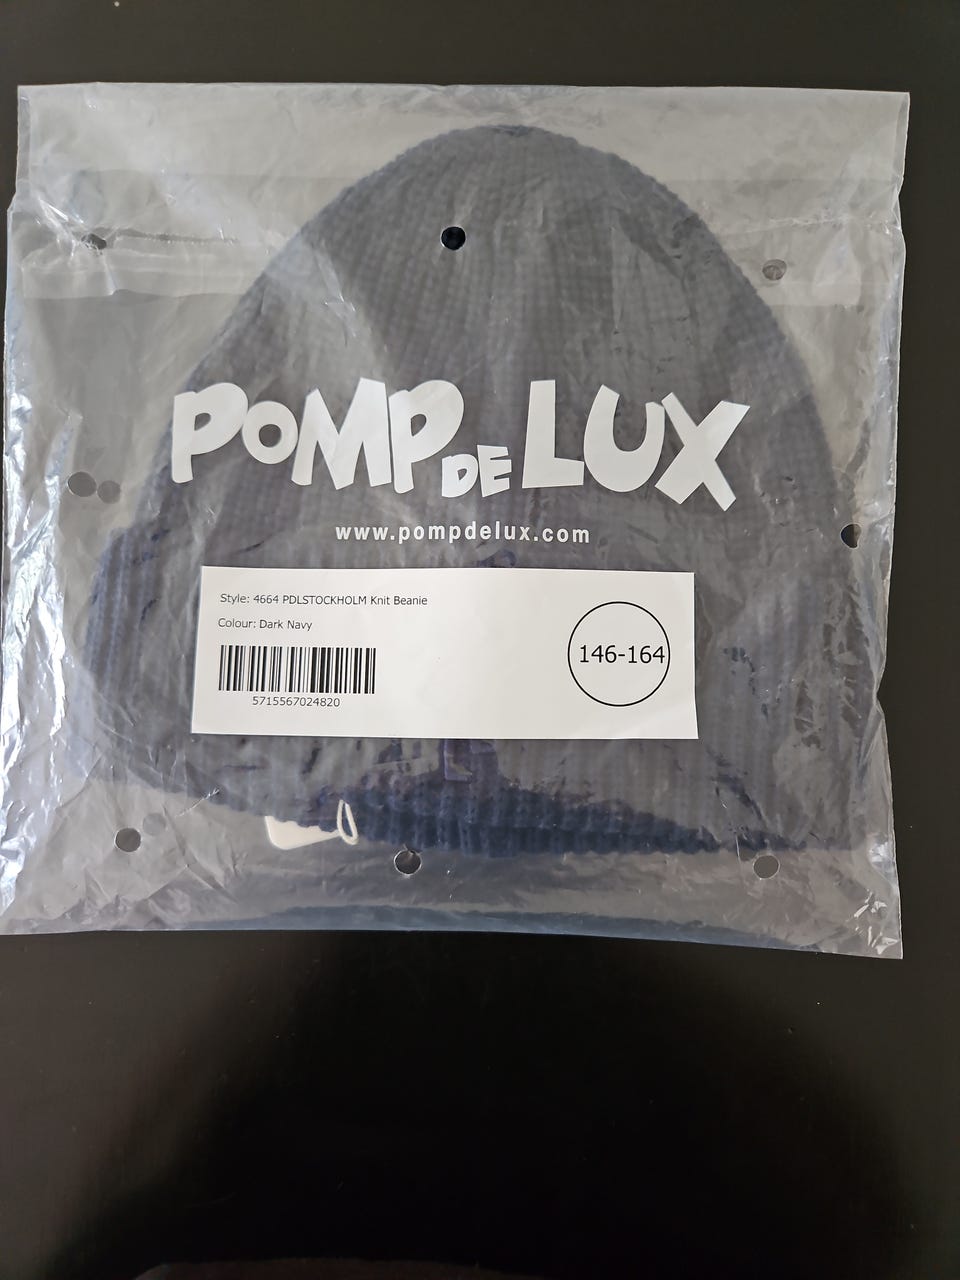 POMP DE LUX
www.pompdelux.com
Style: 4664 PDLSTOCKHOLM Knit Beanie
Colour: Dark Navy
146-164
5715567024820